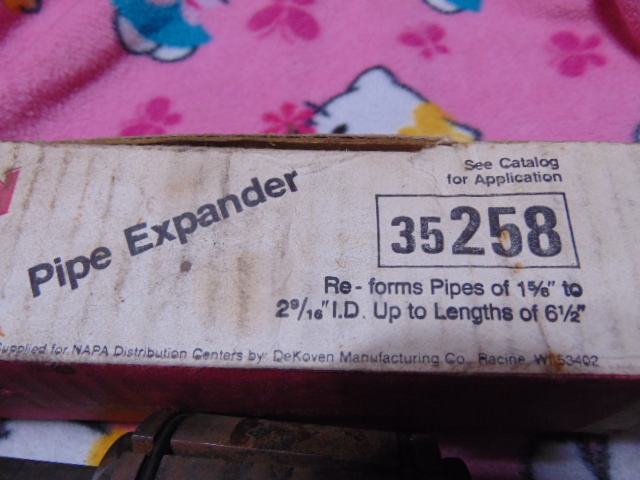 Pipe Expander
See Catalog
for Application
35258
Re-forms Pipes of 1⅝" to
2⁹/₁₆" I.D. Up to Lengths of 6½"
Supplied for NAPA Distribution Centers by: DeKoven Manufacturing Co., Racine, WI 53402